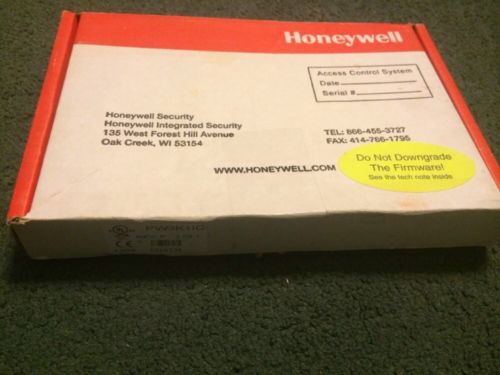 Honeywell
Access Control System
Date
Serial #
Honeywell Security
Honeywell Integrated Security
135 West Forest Hill Avenue
Oak Creek, WI 53154
TEL: 866-455-3727
FAX: 414-766-1795
WWW.HONEYWELL.COM
Do Not Downgrade
The Firmware!
See the tech note inside
PW3K1IC
UL
CE